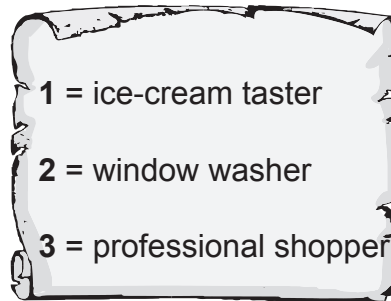 1 = ice-cream taster
2 = window washer
3 = professional shopper